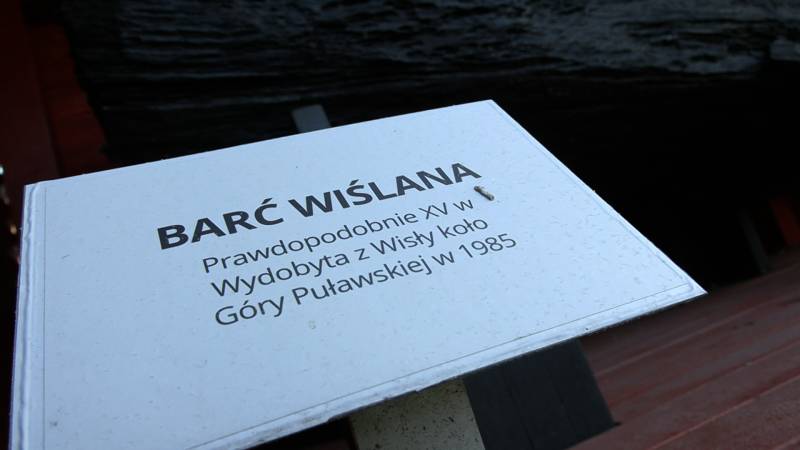 BARĆ WIŚLANA
Prawdopodobnie XV w
Wydobyta z Wisły koło
Góry Puławskiej w 1985